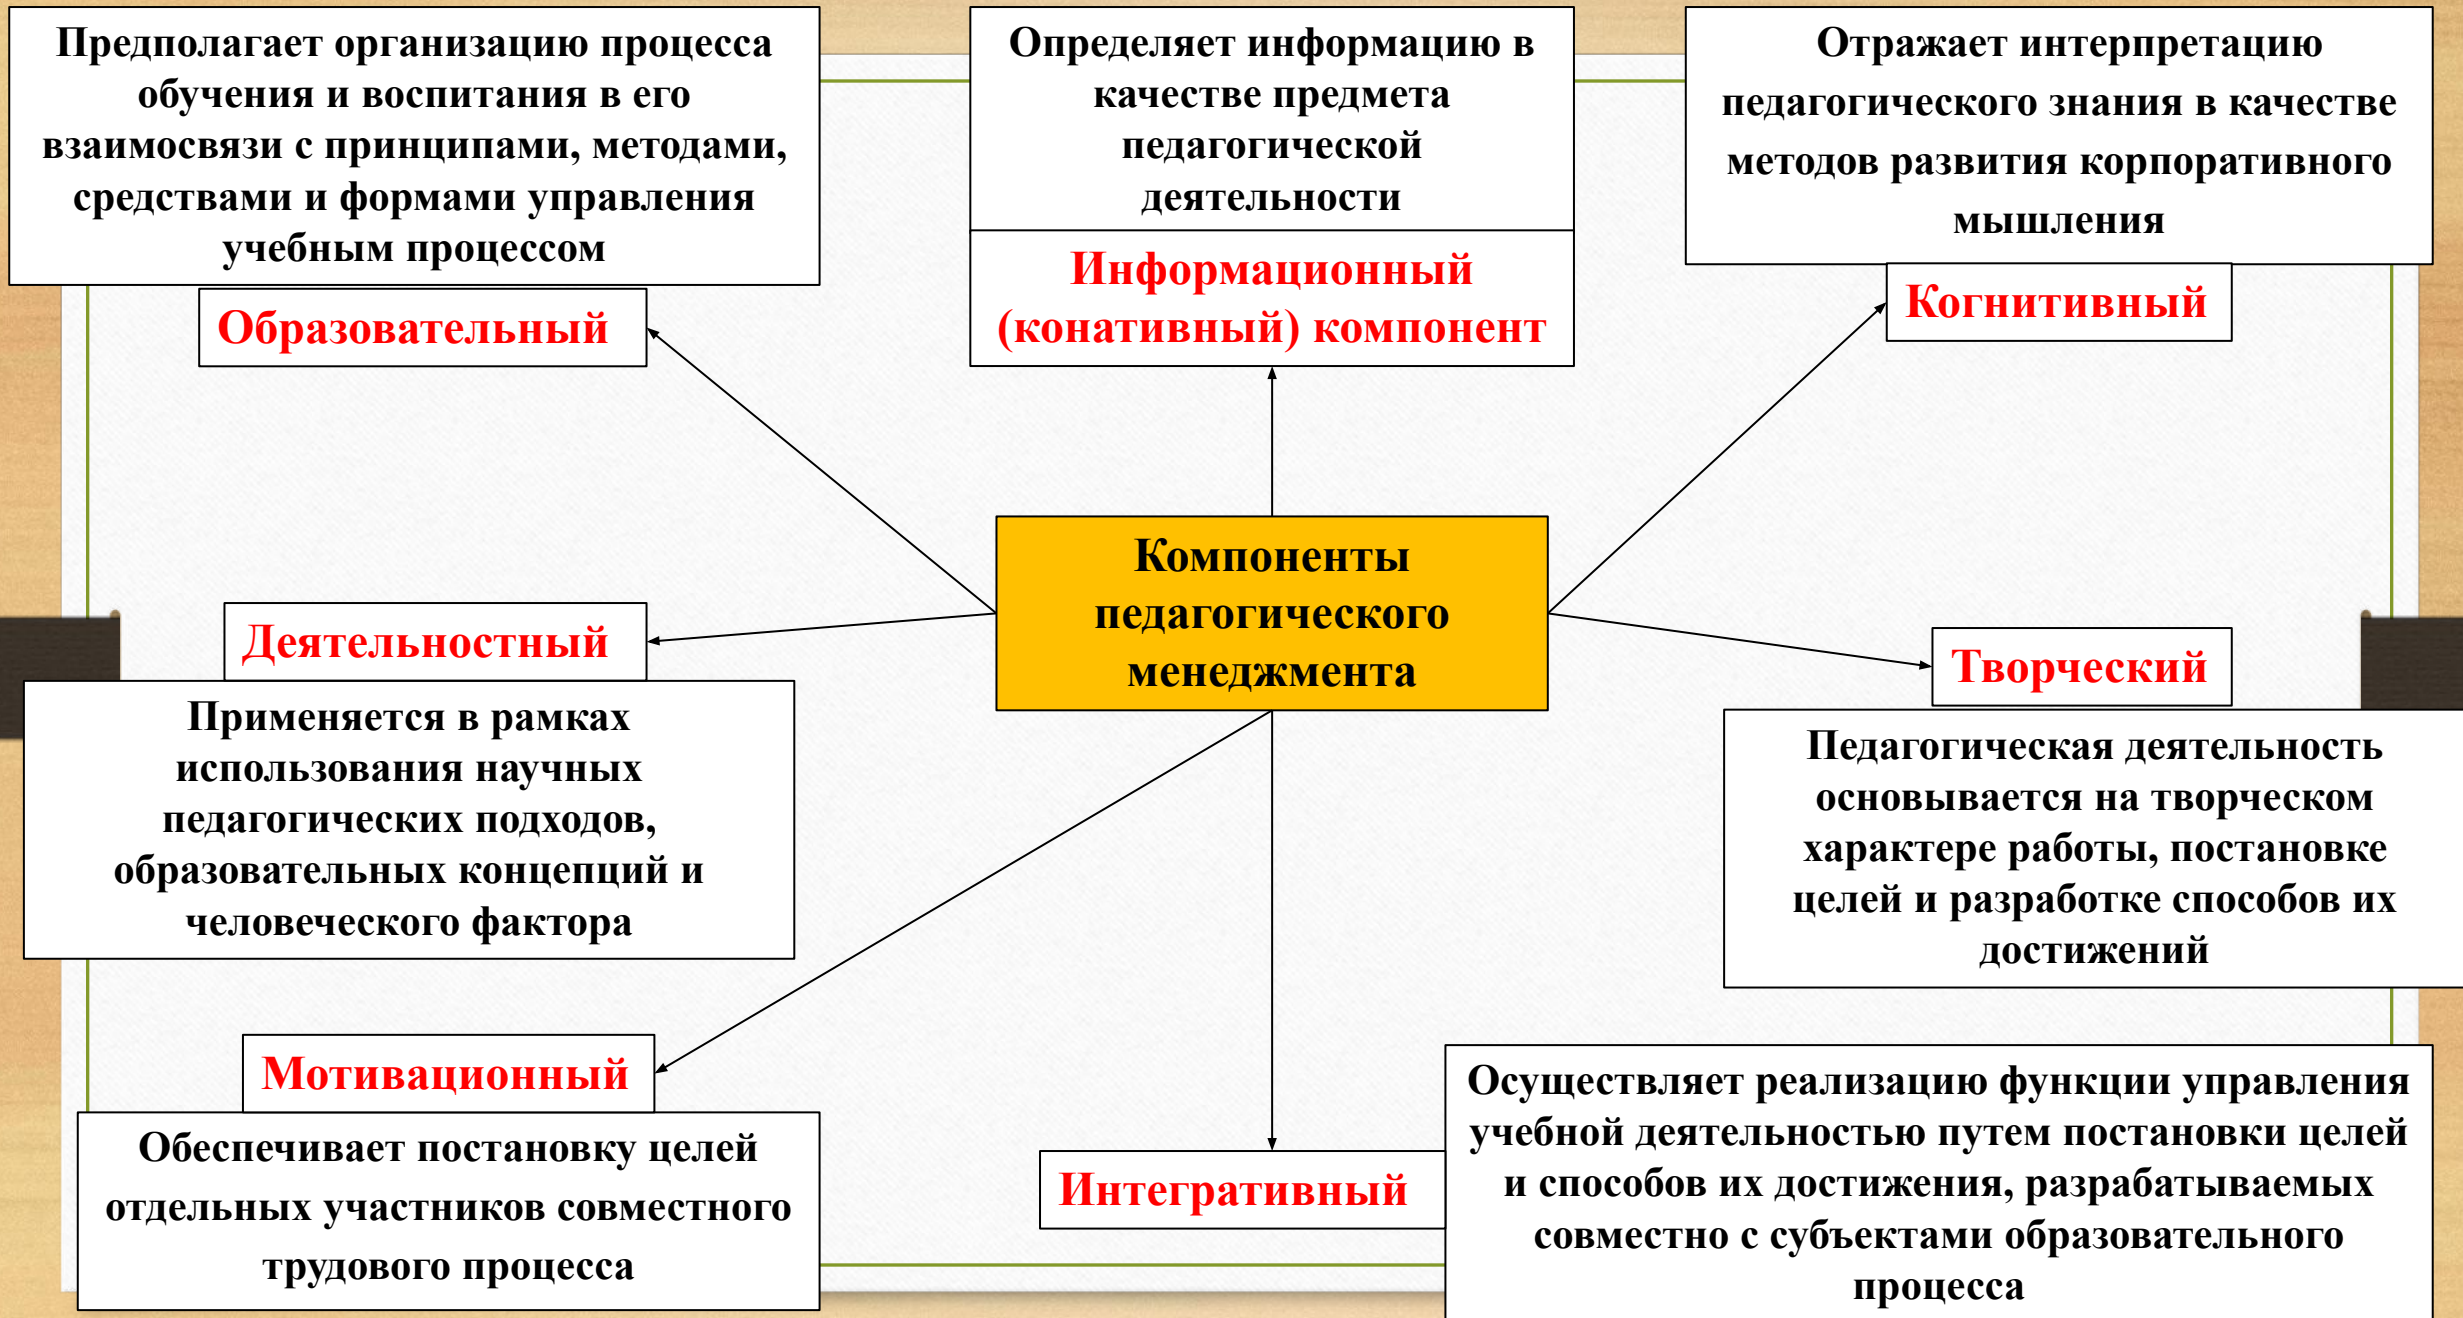 Предполагает организацию процесса
обучения и воспитания в его
взаимосвязи с принципами, методами,
средствами и формами управления
учебным процессом
Образовательный
Определяет информацию в
качестве предмета
педагогической
деятельности
Информационный
(конативный) компонент
Отражает интерпретацию
педагогического знания в качестве
методов развития корпоративного
мышления
Когнитивный
Компоненты
педагогического
менеджмента
Деятельностный
Применяется в рамках
использования научных
педагогических подходов,
образовательных концепций и
человеческого фактора
Творческий
Педагогическая деятельность
основывается на творческом
характере работы, постановке
целей и разработке способов их
достижений
Мотивационный
Обеспечивает постановку целей
отдельных участников совместного
трудового процесса
Интегративный
Осуществляет реализацию функции управления
учебной деятельностью путем постановки целей
и способов их достижения, разрабатываемых
совместно с субъектами образовательного
процесса